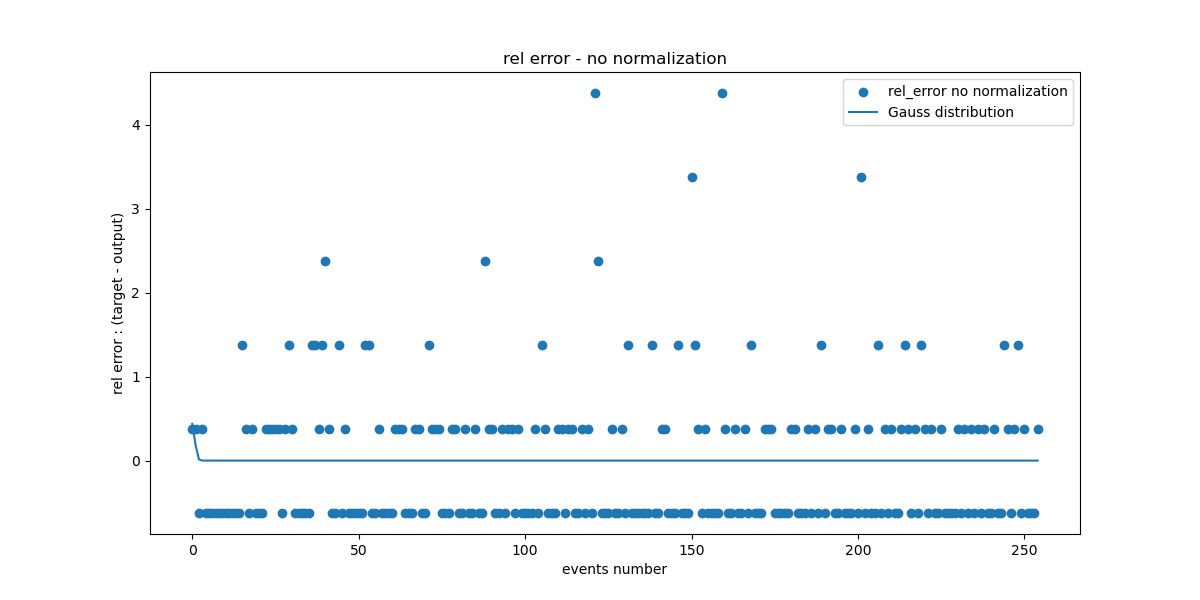 rel error - no normalization
rel_error no normalization
Gauss distribution
rel error : (target - output)
4
3
2
1
0
0 50 100 150 200 250
events number